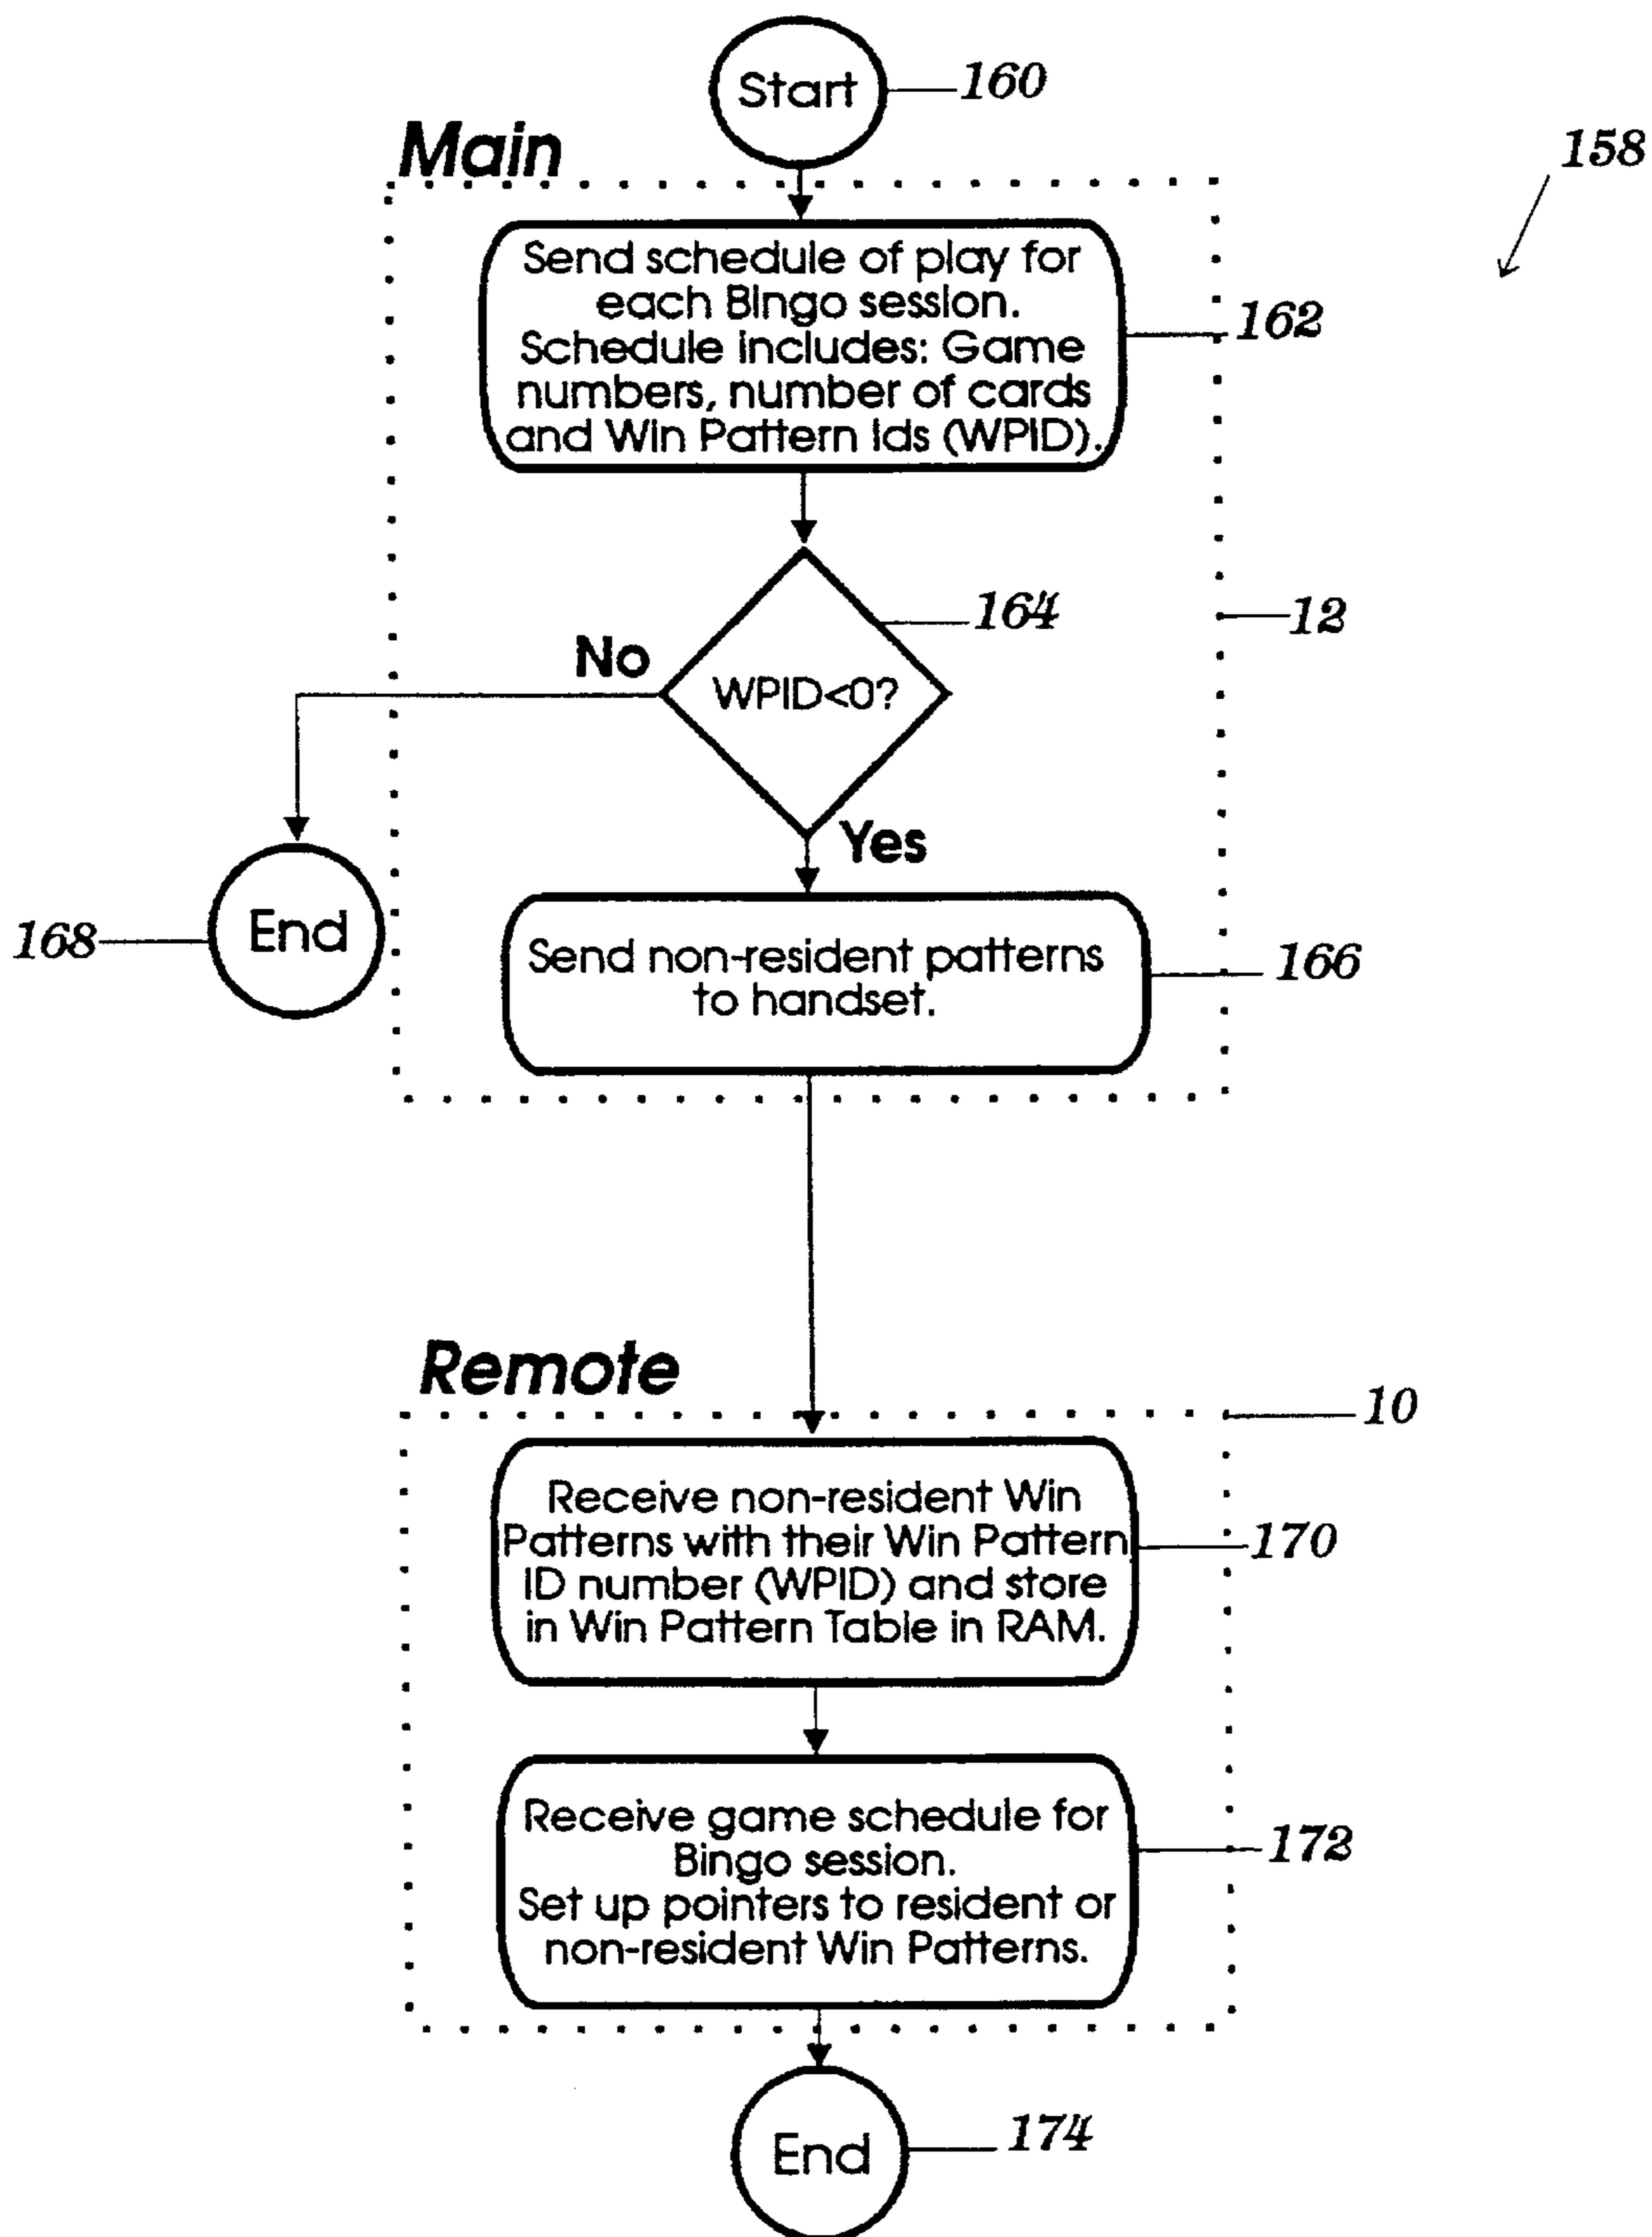 Start
160
Main
158
Send schedule of play for
each Bingo session.
Schedule includes: Game
numbers, number of cards
and Win Pattern Ids (WPID).
162
164
12
No
WPID<0?
Yes
End
168
Send non-resident patterns
to handset.
166
Remote
10
Receive non-resident Win
Patterns with their Win Pattern
ID number (WPID) and store
in Win Pattern Table in RAM.
170
Receive game schedule for
Bingo session.
Set up pointers to resident or
non-resident Win Patterns.
172
End
174